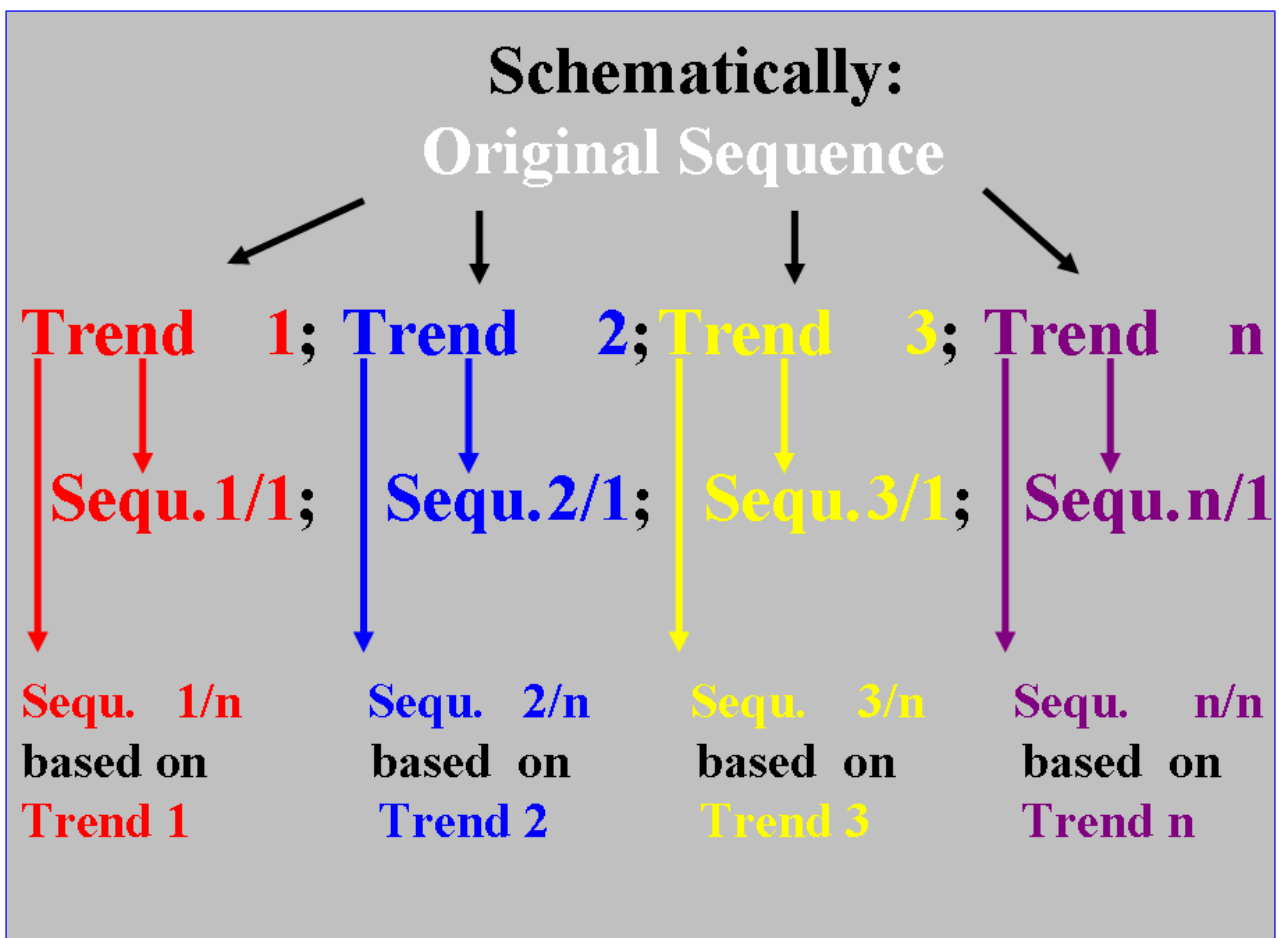 Schematically:
Original Sequence
Trend 1; Trend 2; Trend 3; Trend n
Sequ. 1/1; Sequ. 2/1; Sequ. 3/1; Sequ. n/1
Sequ. 1/n Sequ. 2/n Sequ. 3/n Sequ. n/n
based on based on based on based on
Trend 1 Trend 2 Trend 3 Trend n